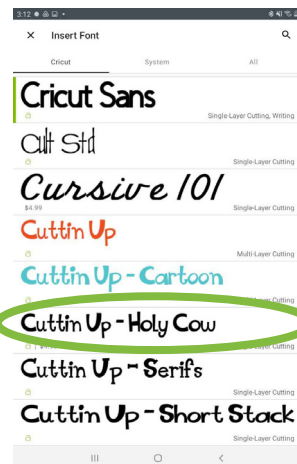 3:12
Insert Font
Cricut System All
Cricut Sans
Single-Layer Cutting, Writing
Cult Std
Single-Layer Cutting
Cursive 101
$4.99 Single-Layer Cutting
Cuttin Up
Multi-Layer Cutting
Cuttin Up - Cartoon
Cutting
Cuttin Up - Holy Cow
Cutting
Cuttin Up - Serifs
Single-Layer Cutting
Cuttin Up - Short Stack
Single-Layer Cutting